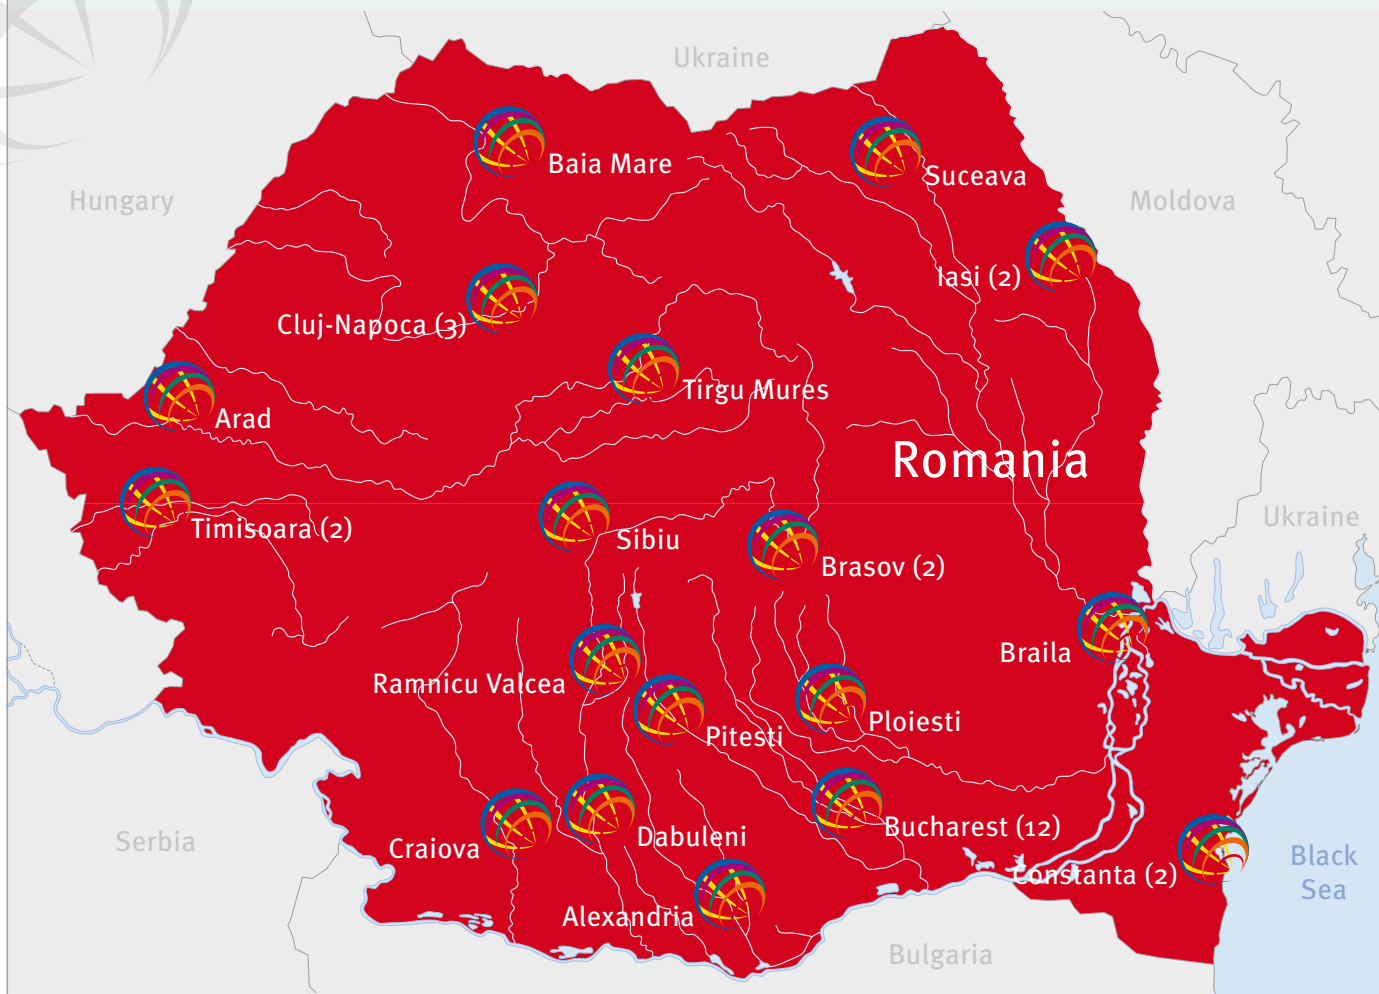 Ukraine
Baia Mare
Suceava
Hungary
Moldova
Iasi (2)
Cluj-Napoca (3)
Tirgu Mures
Arad
Romania
Ukraine
Timisoara (2)
Sibiu
Brasov (2)
Braila
Ramnicu Valcea
Ploiesti
Pitesti
Bucharest (12)
Dabuleni
Craiova
Serbia
Black
Sea
Constanta (2)
Alexandria
Bulgaria